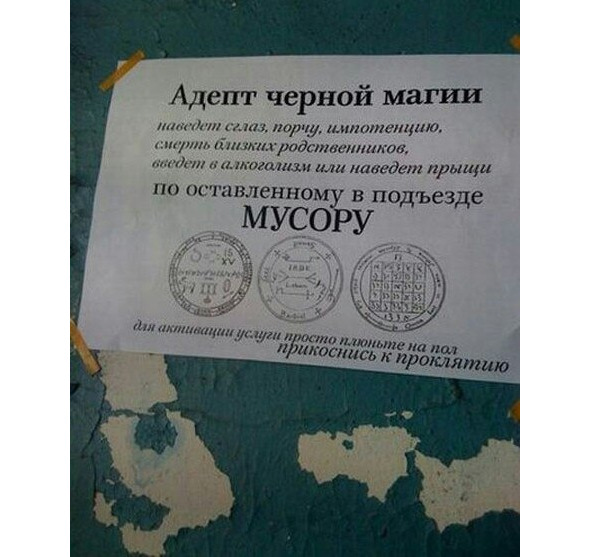 Адепт черной магии
наведет сглаз, порчу, импотенцию,
смерть близких родственников,
введет в алкоголизм или наведет прыщи
по оставленному в подъезде
МУСОРУ
для активации услуги просто плюньте на пол
прикоснись к проклятию